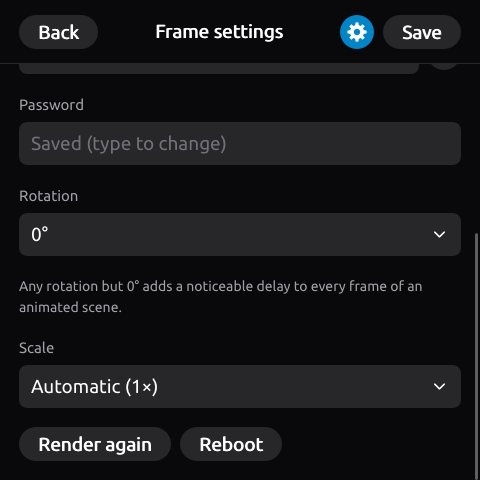 Back
Frame settings
Save
Password
Saved (type to change)
Rotation
0°
Any rotation but 0° adds a noticeable delay to every frame of an
animated scene.
Scale
Automatic (1×)
Render again
Reboot